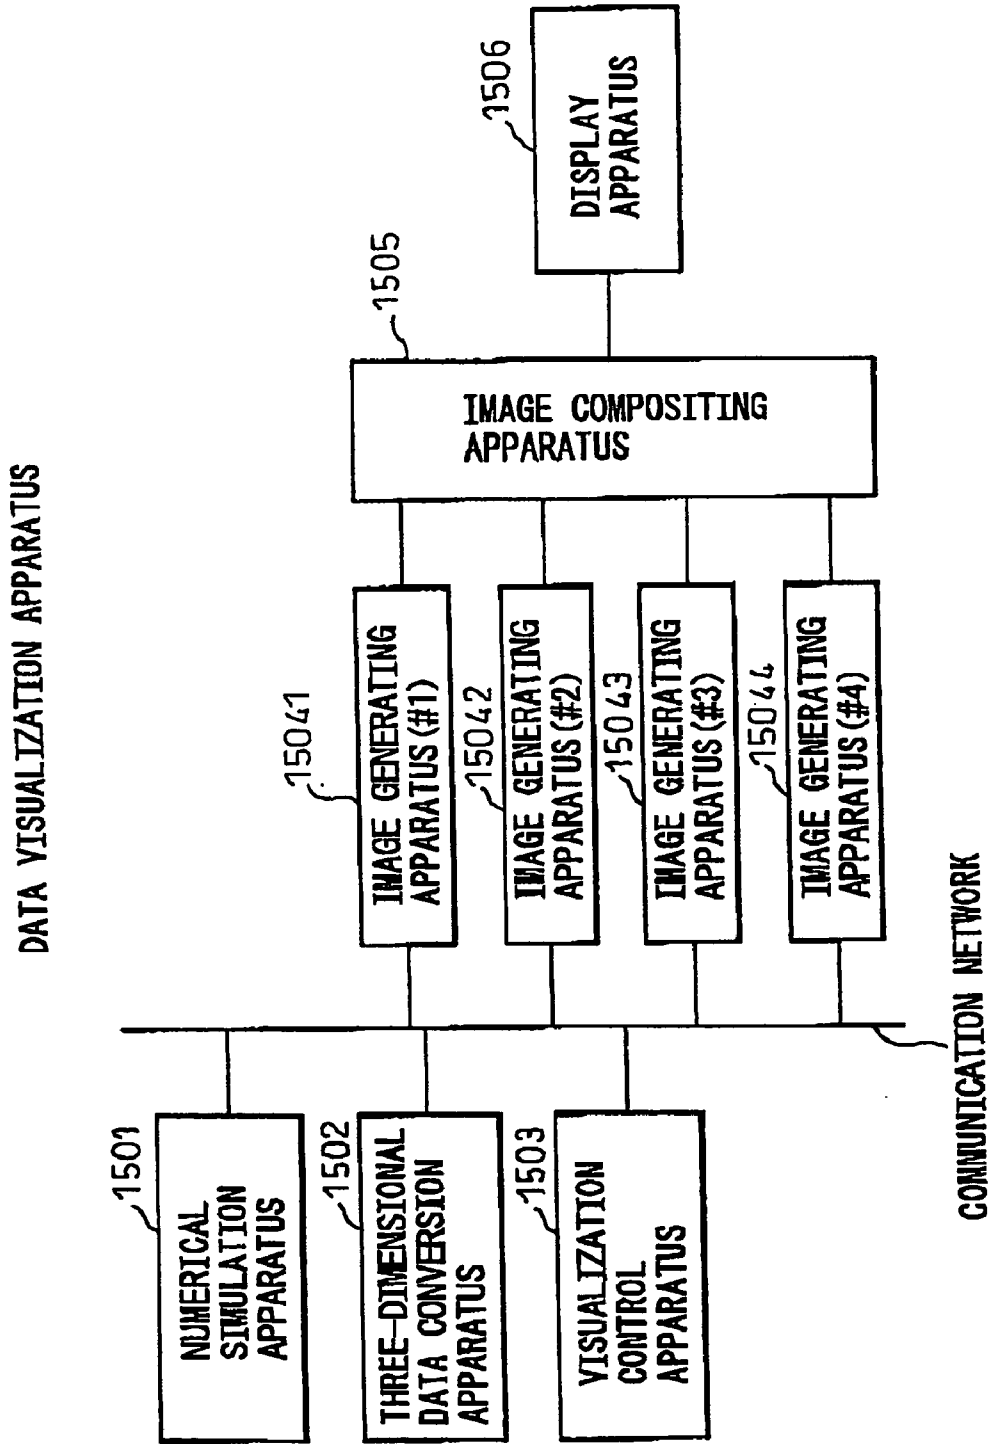 DATA VISUALIZATION APPARATUS
1501
NUMERICAL
SIMULATION
APPARATUS
1502
THREE-DIMENSIONAL
DATA CONVERSION
APPARATUS
1503
VISUALIZATION
CONTROL
APPARATUS
COMMUNICATION NETWORK
15041
IMAGE GENERATING
APPARATUS(#1)
15042
IMAGE GENERATING
APPARATUS(#2)
15043
IMAGE GENERATING
APPARATUS(#3)
15044
IMAGE GENERATING
APPARATUS(#4)
1505
IMAGE COMPOSITING
APPARATUS
1506
DISPLAY
APPARATUS